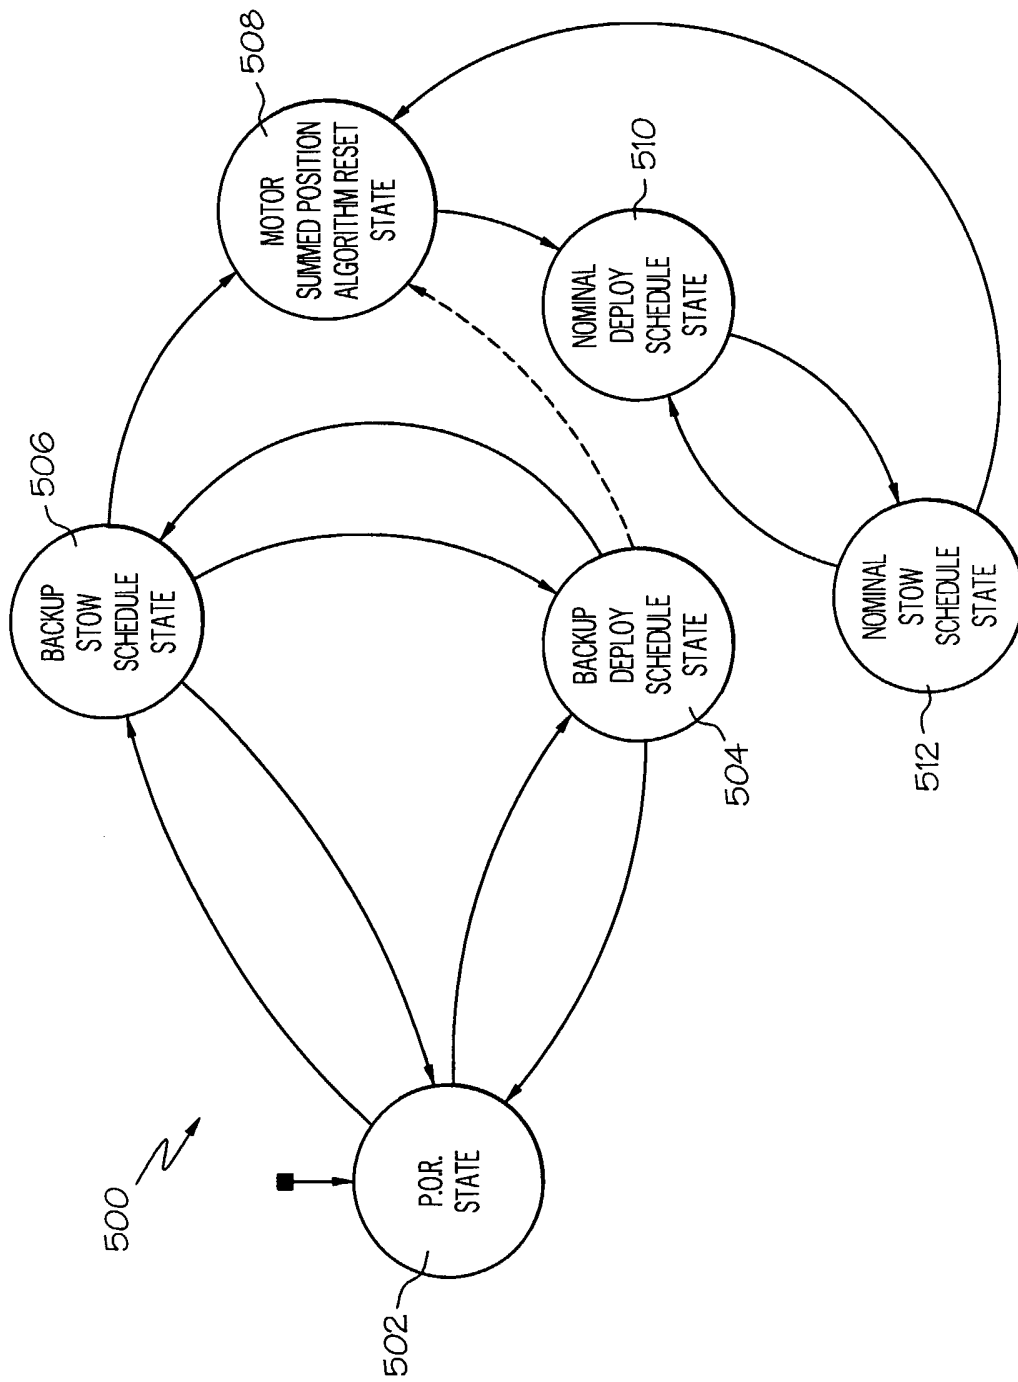 500
502
P.O.R.
STATE
506
BACKUP
STOW
SCHEDULE
STATE
504
BACKUP
DEPLOY
SCHEDULE
STATE
508
MOTOR
SUMMED POSITION
ALGORITHM RESET
STATE
510
NOMINAL
DEPLOY
SCHEDULE
STATE
512
NOMINAL
STOW
SCHEDULE
STATE